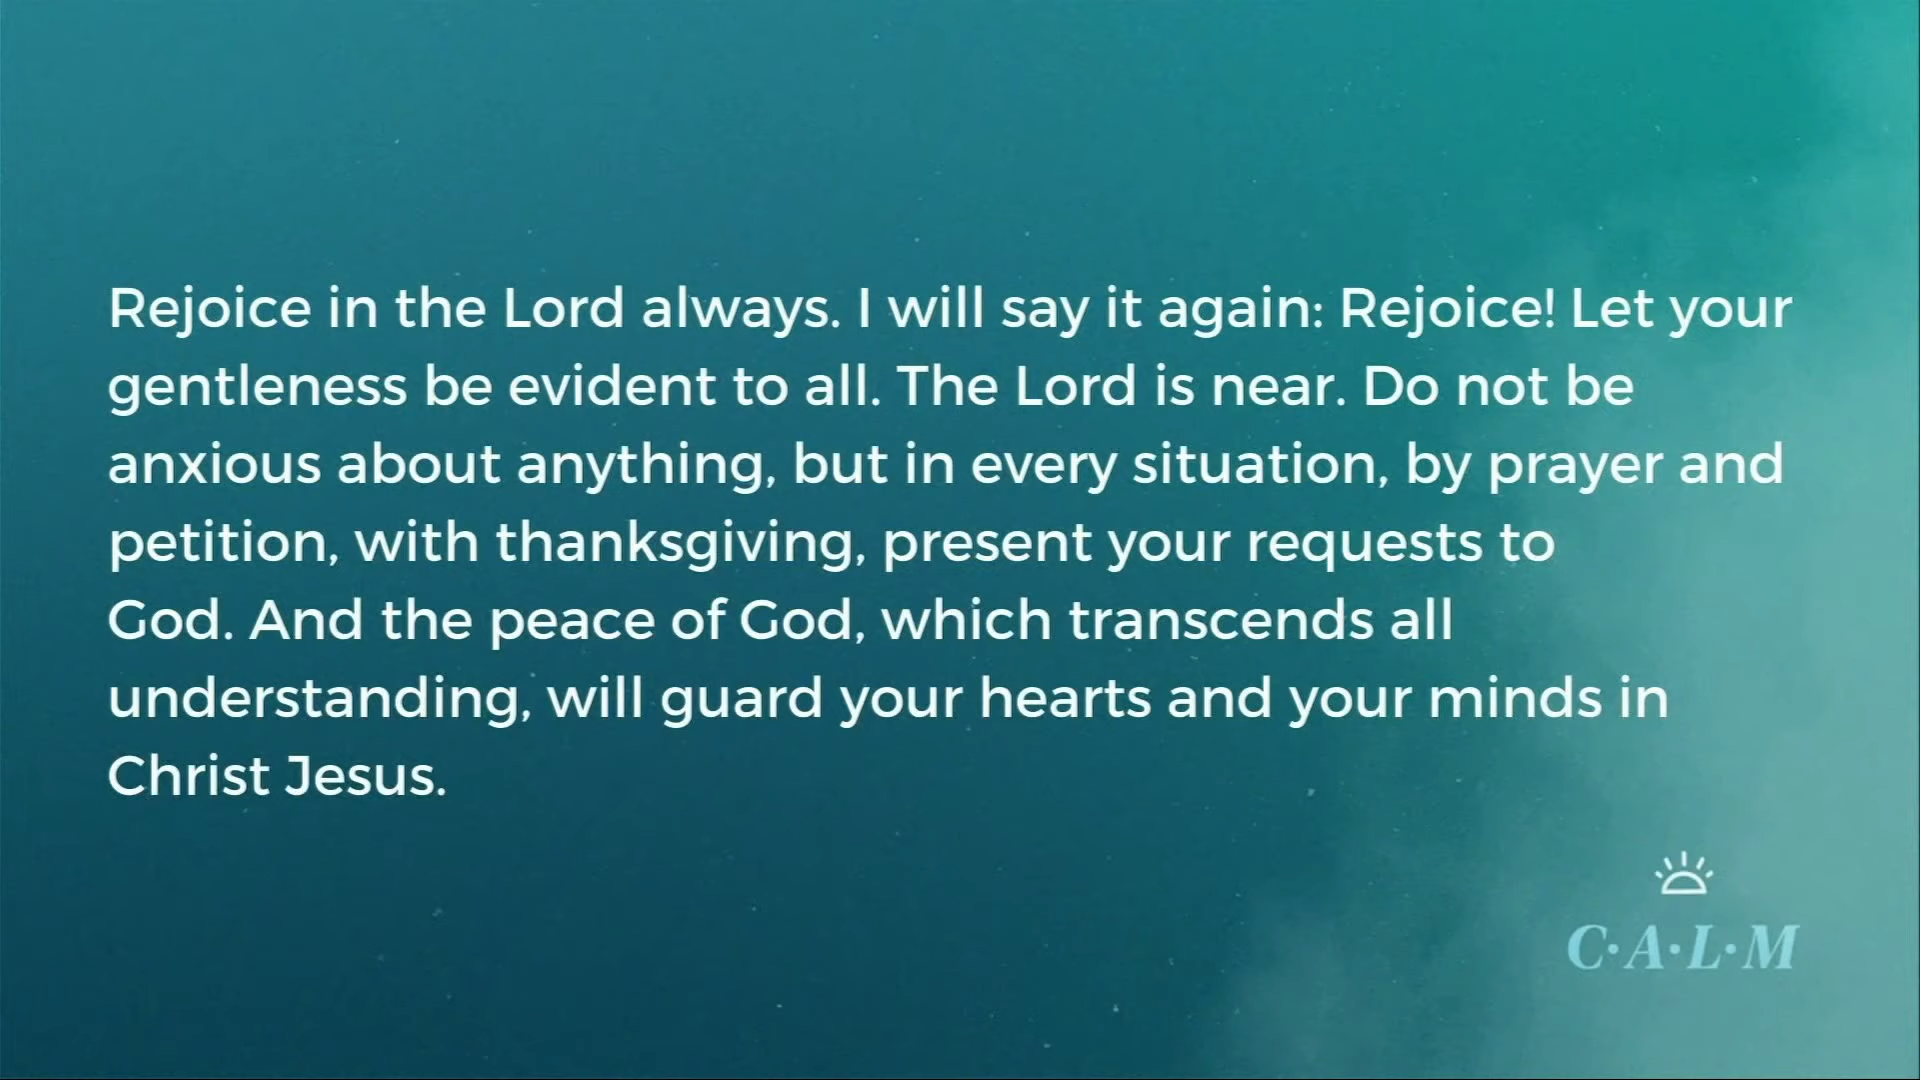 Rejoice in the Lord always. I will say it again: Rejoice! Let your
gentleness be evident to all. The Lord is near. Do not be
anxious about anything, but in every situation, by prayer and
petition, with thanksgiving, present your requests to
God. And the peace of God, which transcends all
understanding, will guard your hearts and your minds in
Christ Jesus.
C·A·L·M